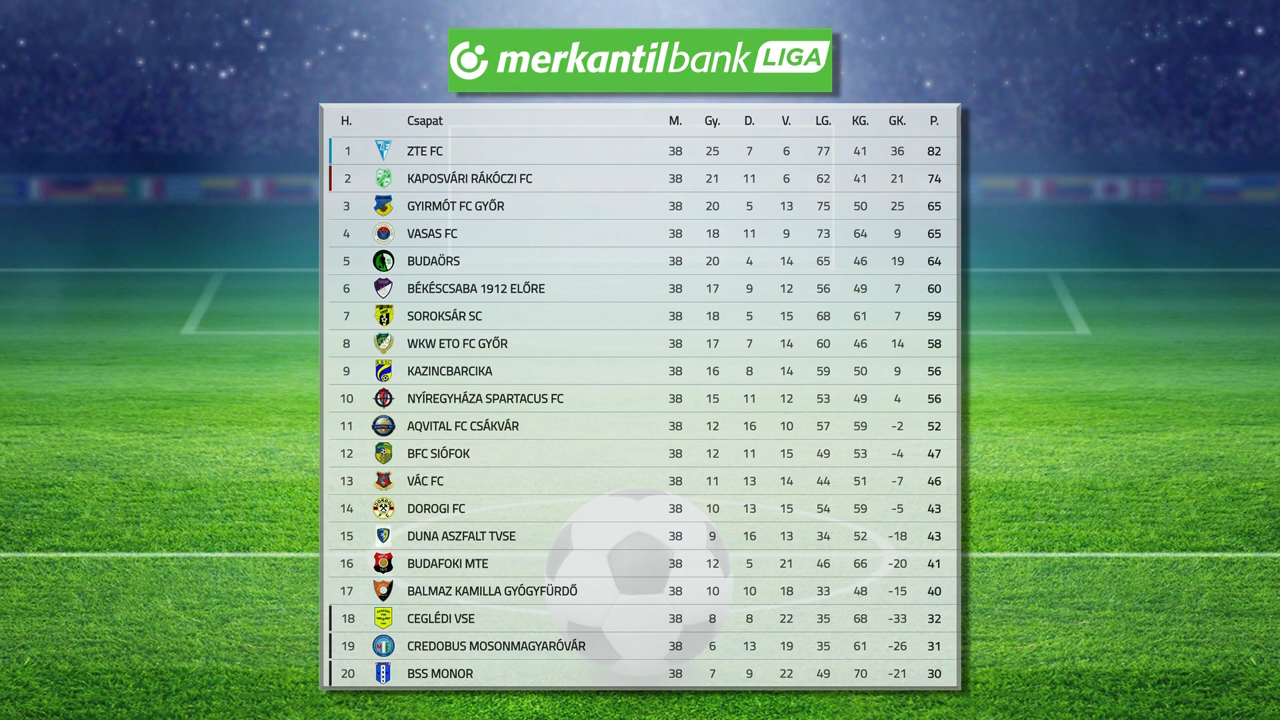 merkantilbank LIGA
H. Csapat M. Gy. D. V. LG. KG. GK. P.
1 ZTE FC 38 25 7 6 77 41 36 82
2 KAPOSVÁRI RÁKÓCZI FC 38 21 11 6 62 41 21 74
3 GYIRMÓT FC GYŐR 38 20 5 13 75 50 25 65
4 VASAS FC 38 18 11 9 73 64 9 65
5 BUDAÖRS 38 20 4 14 65 46 19 64
6 BÉKÉSCSABA 1912 ELŐRE 38 17 9 12 56 49 7 60
7 SOROKSÁR SC 38 18 5 15 68 61 7 59
8 WKW ETO FC GYŐR 38 17 7 14 60 46 14 58
9 KAZINCBARCIKA 38 16 8 14 59 50 9 56
10 NYÍREGYHÁZA SPARTACUS FC 38 15 11 12 53 49 4 56
11 AQVITAL FC CSÁKVÁR 38 12 16 10 57 59 -2 52
12 BFC SIÓFOK 38 12 11 15 49 53 -4 47
13 VÁC FC 38 11 13 14 44 51 -7 46
14 DOROGI FC 38 10 13 15 54 59 -5 43
15 DUNA ASZFALT TVSE 38 9 16 13 34 52 -18 43
16 BUDAFOKI MTE 38 12 5 21 46 66 -20 41
17 BALMAZ KAMILLA GYÓGYFÜRDŐ 38 10 10 18 33 48 -15 40
18 CEGLÉDI VSE 38 8 8 22 35 68 -33 32
19 CREDOBUS MOSONMAGYARÓVÁR 38 6 13 19 35 61 -26 31
20 BSS MONOR 38 7 9 22 49 70 -21 30